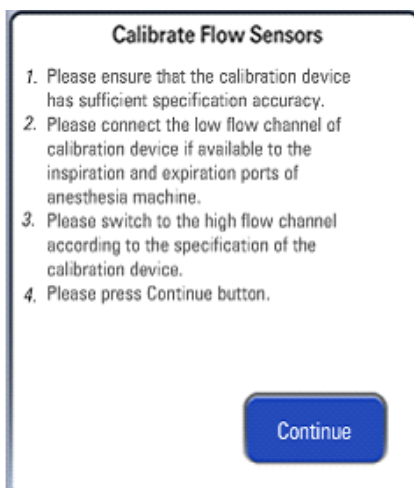 Calibrate Flow Sensors
1. Please ensure that the calibration device
has sufficient specification accuracy.
2. Please connect the low flow channel of
calibration device if available to the
inspiration and expiration ports of
anesthesia machine.
3. Please switch to the high flow channel
according to the specification of the
calibration device.
4. Please press Continue button.
Continue